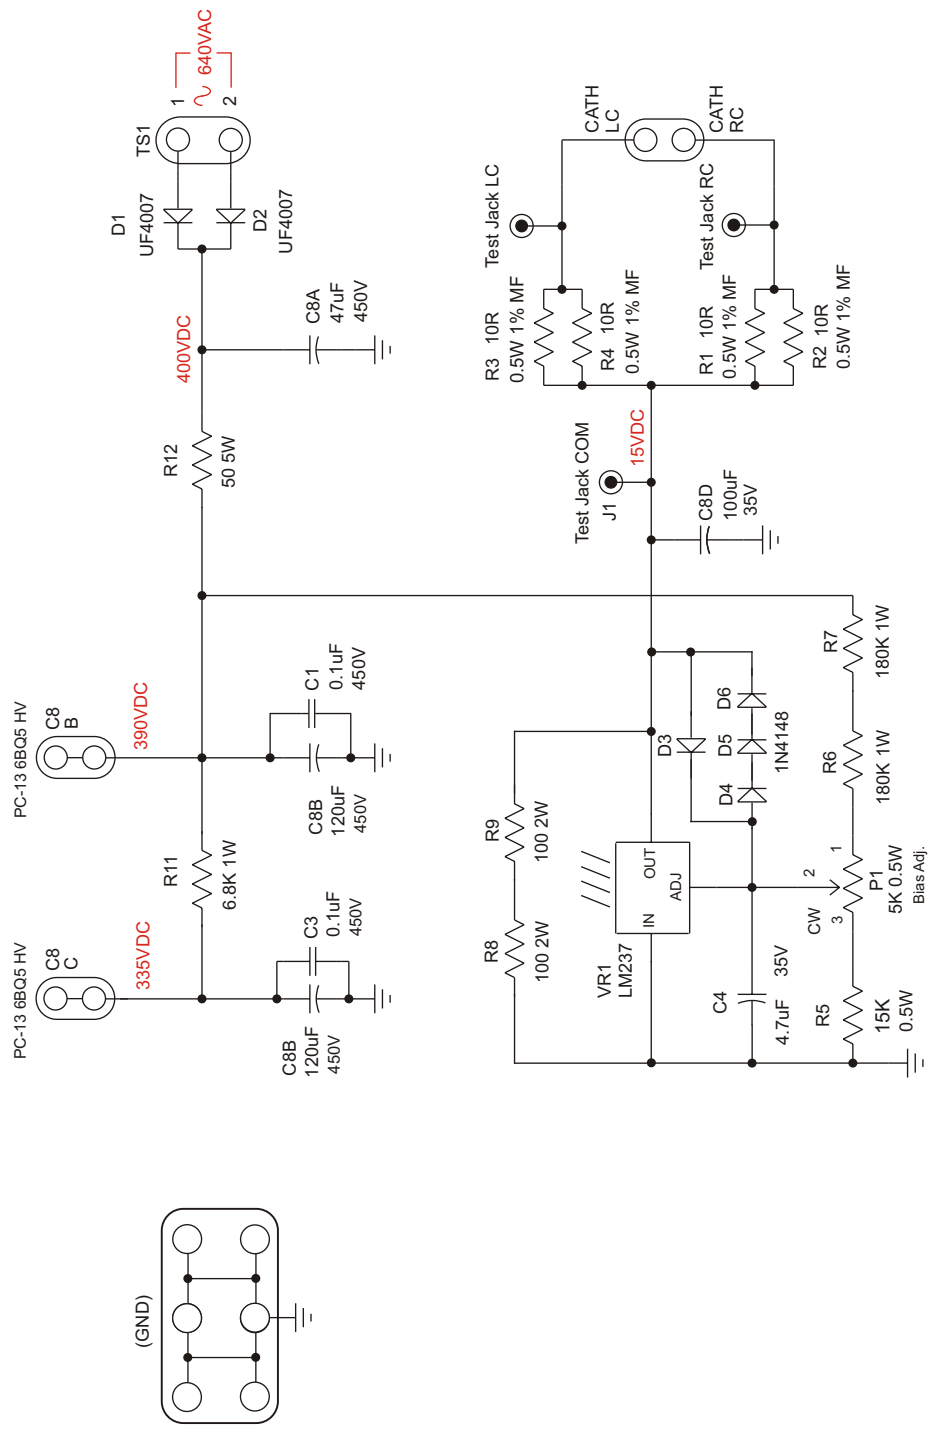 PC-13 6BQ5 HV
C8
C
335VDC
PC-13 6BQ5 HV
C8
B
390VDC
400VDC
D1
UF4007
TS1
1
640VAC
2
D2
UF4007
R11
6.8K 1W
R12
50 5W
C8A
47uF
450V
C8B
120uF
450V
C3
0.1uF
450V
C8B
120uF
450V
C1
0.1uF
450V
(GND)
R8
100 2W
R9
100 2W
Test Jack COM
J1
15VDC
Test Jack LC
CATH
LC
R3 10R
0.5W 1% MF
R4 10R
0.5W 1% MF
Test Jack RC
CATH
RC
R1 10R
0.5W 1% MF
R2 10R
0.5W 1% MF
VR1
LM237
IN
OUT
ADJ
D3
D4
D5
D6
1N4148
C8D
100uF
35V
C4
4.7uF
35V
R5
15K
0.5W
CW
3
2
1
P1
5K 0.5W
Bias Adj.
R6
180K 1W
R7
180K 1W